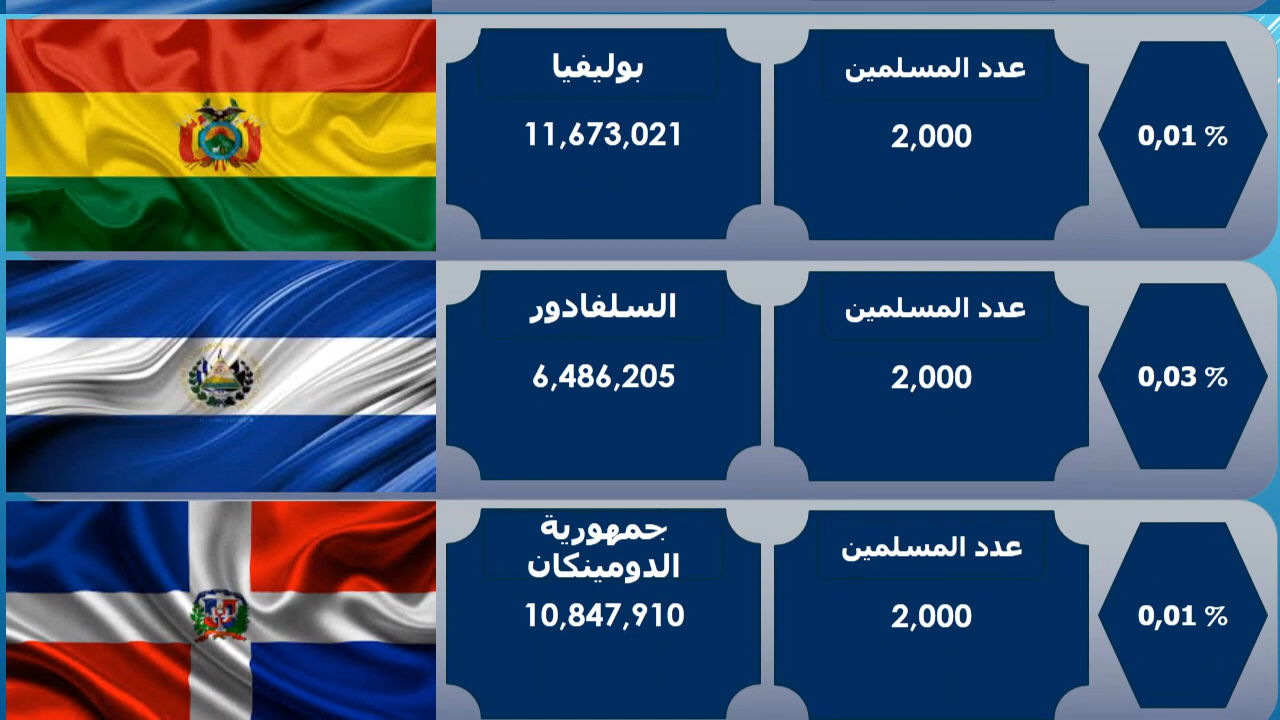 بوليفيا
11,673,021
عدد المسلمين
2,000
0,01 %
السلفادور
6,486,205
عدد المسلمين
2,000
0,03 %
جمهورية
الدومينكان
10,847,910
عدد المسلمين
2,000
0,01 %